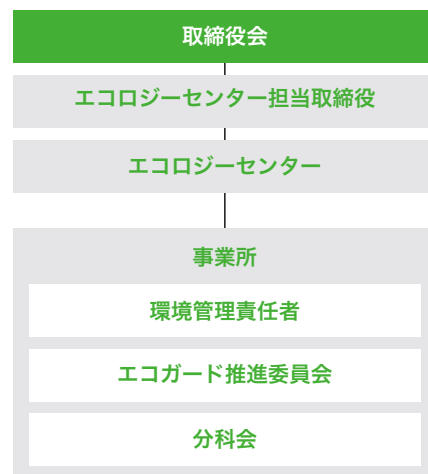 取締役会
エコロジーセンター担当取締役
エコロジーセンター
事業所
環境管理責任者
エコガード推進委員会
分科会